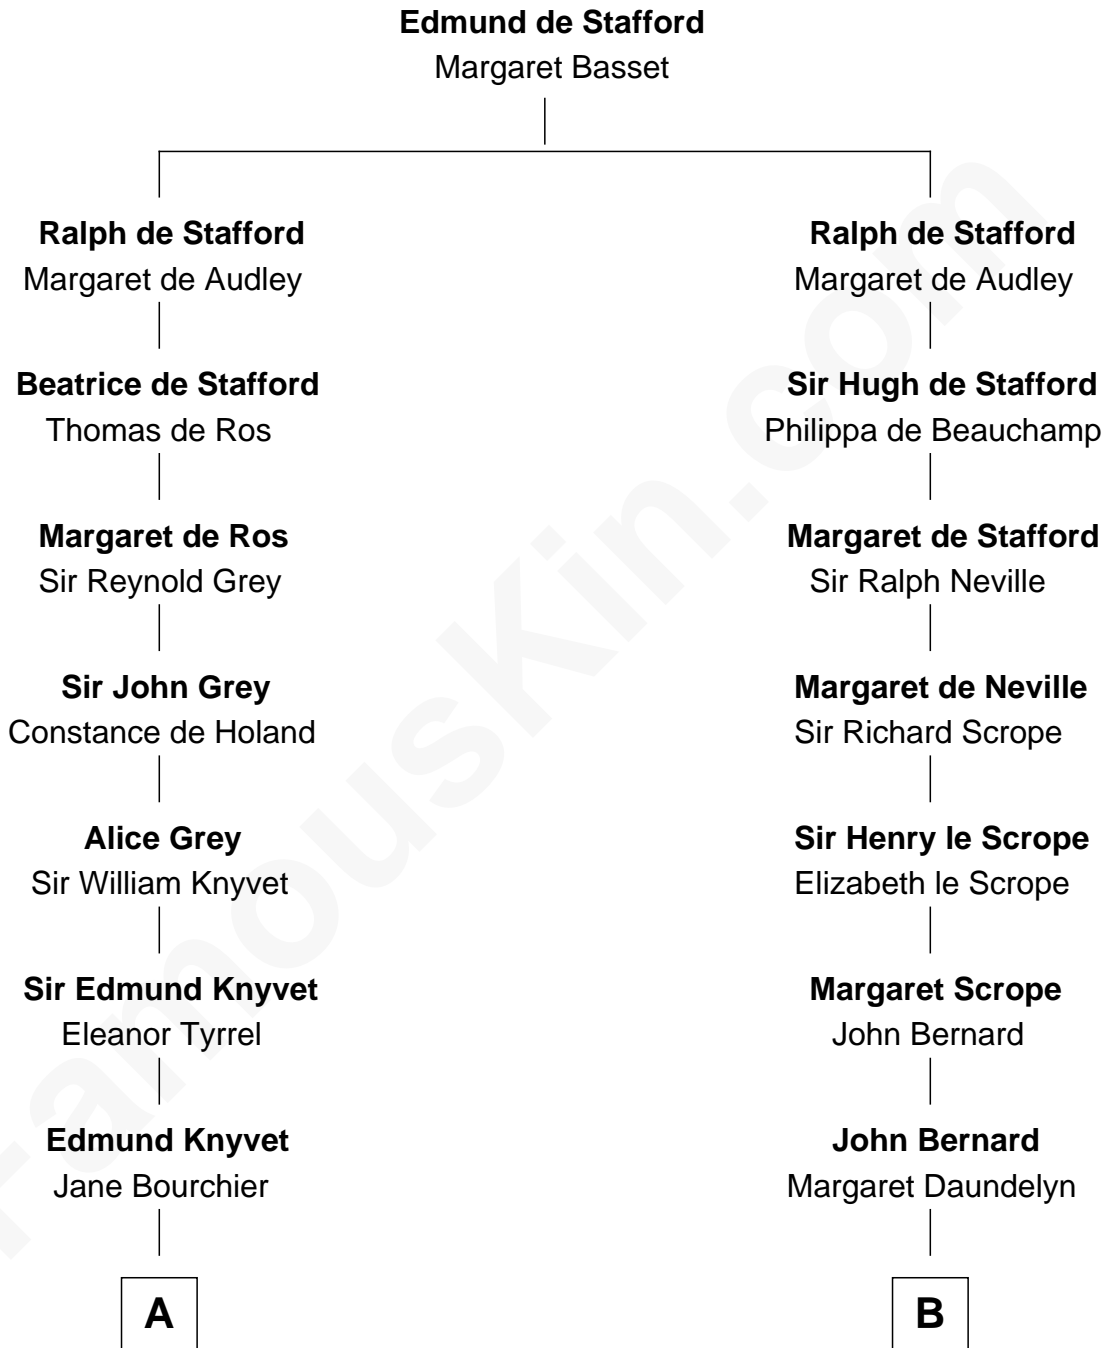 Edmund de Stafford
Margaret Basset
Ralph de Stafford
Margaret de Audley
Beatrice de Stafford
Thomas de Ros
Margaret de Ros
Sir Reynold Grey
Sir John Grey
Constance de Holand
Alice Grey
Sir William Knyvet
Sir Edmund Knyvet
Eleanor Tyrrel
Edmund Knyvet
Jane Bourchier
A
Ralph de Stafford
Margaret de Audley
Sir Hugh de Stafford
Philippa de Beauchamp
Margaret de Stafford
Sir Ralph Neville
Margaret de Neville
Sir Richard Scrope
Sir Henry le Scrope
Elizabeth le Scrope
Margaret Scrope
John Bernard
John Bernard
Margaret Daundelyn
B
FamousKin.com